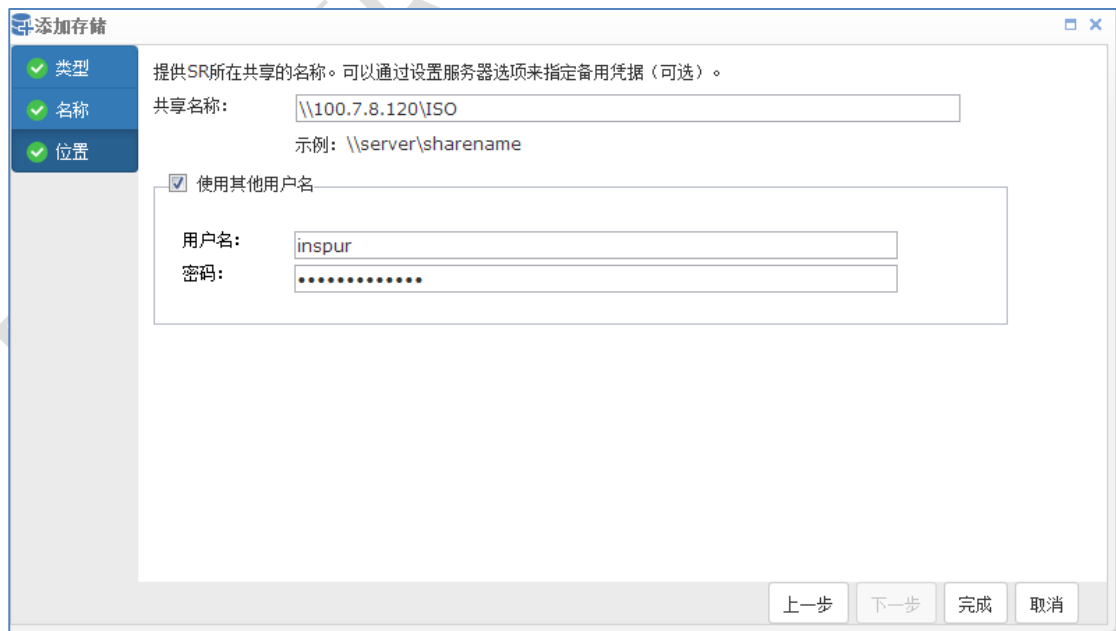 添加存储
类型
名称
位置
提供SR所在共享的名称。可以通过设置服务器选项来指定备用凭据（可选）。
共享名称：
\\100.7.8.120\ISO
示例：\\server\sharename
使用其他用户名
用户名：
inspur
密码：
•••••••••••••
上一步
下一步
完成
取消